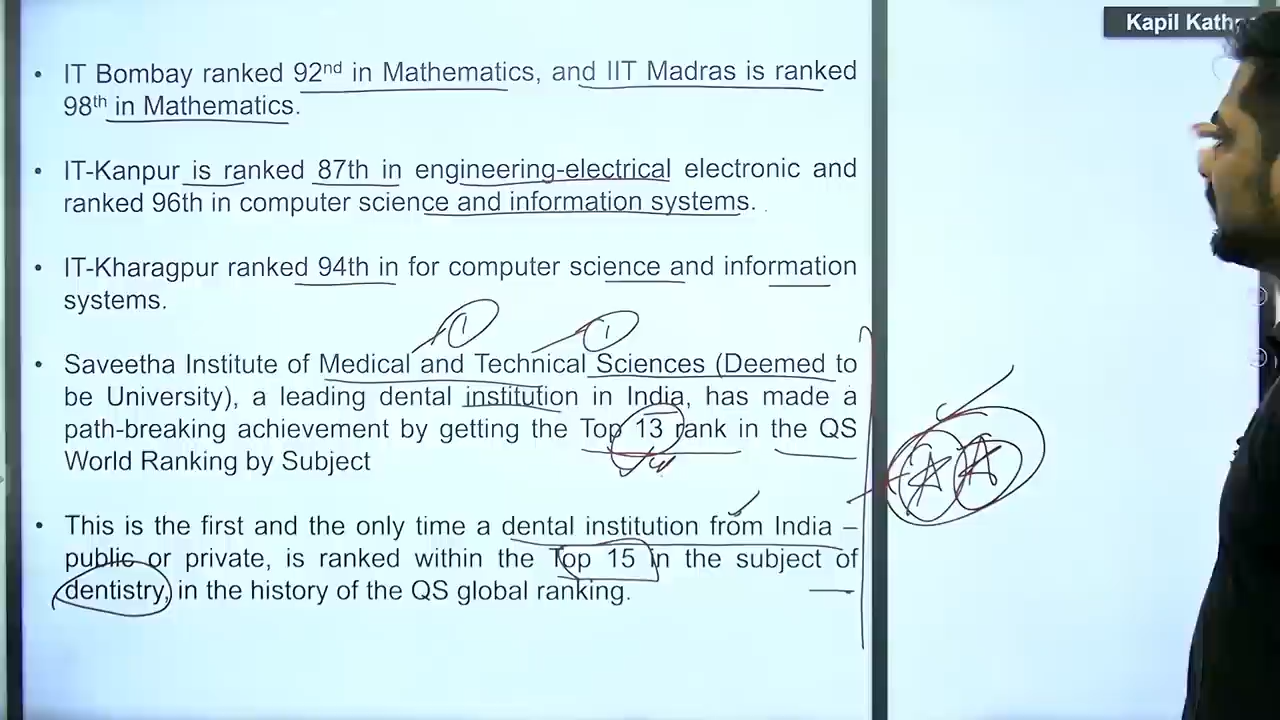 Kapil Kath
• IT Bombay ranked 92nd in Mathematics, and IIT Madras is ranked
98th in Mathematics.
• IT-Kanpur is ranked 87th in engineering-electrical electronic and
ranked 96th in computer science and information systems.
• IT-Kharagpur ranked 94th in for computer science and information
systems.
1 1
• Saveetha Institute of Medical and Technical Sciences (Deemed to
be University), a leading dental institution in India, has made a
path-breaking achievement by getting the Top 13 rank in the QS
World Ranking by Subject
• This is the first and the only time a dental institution from India –
public or private, is ranked within the Top 15 in the subject of
dentistry, in the history of the QS global ranking.